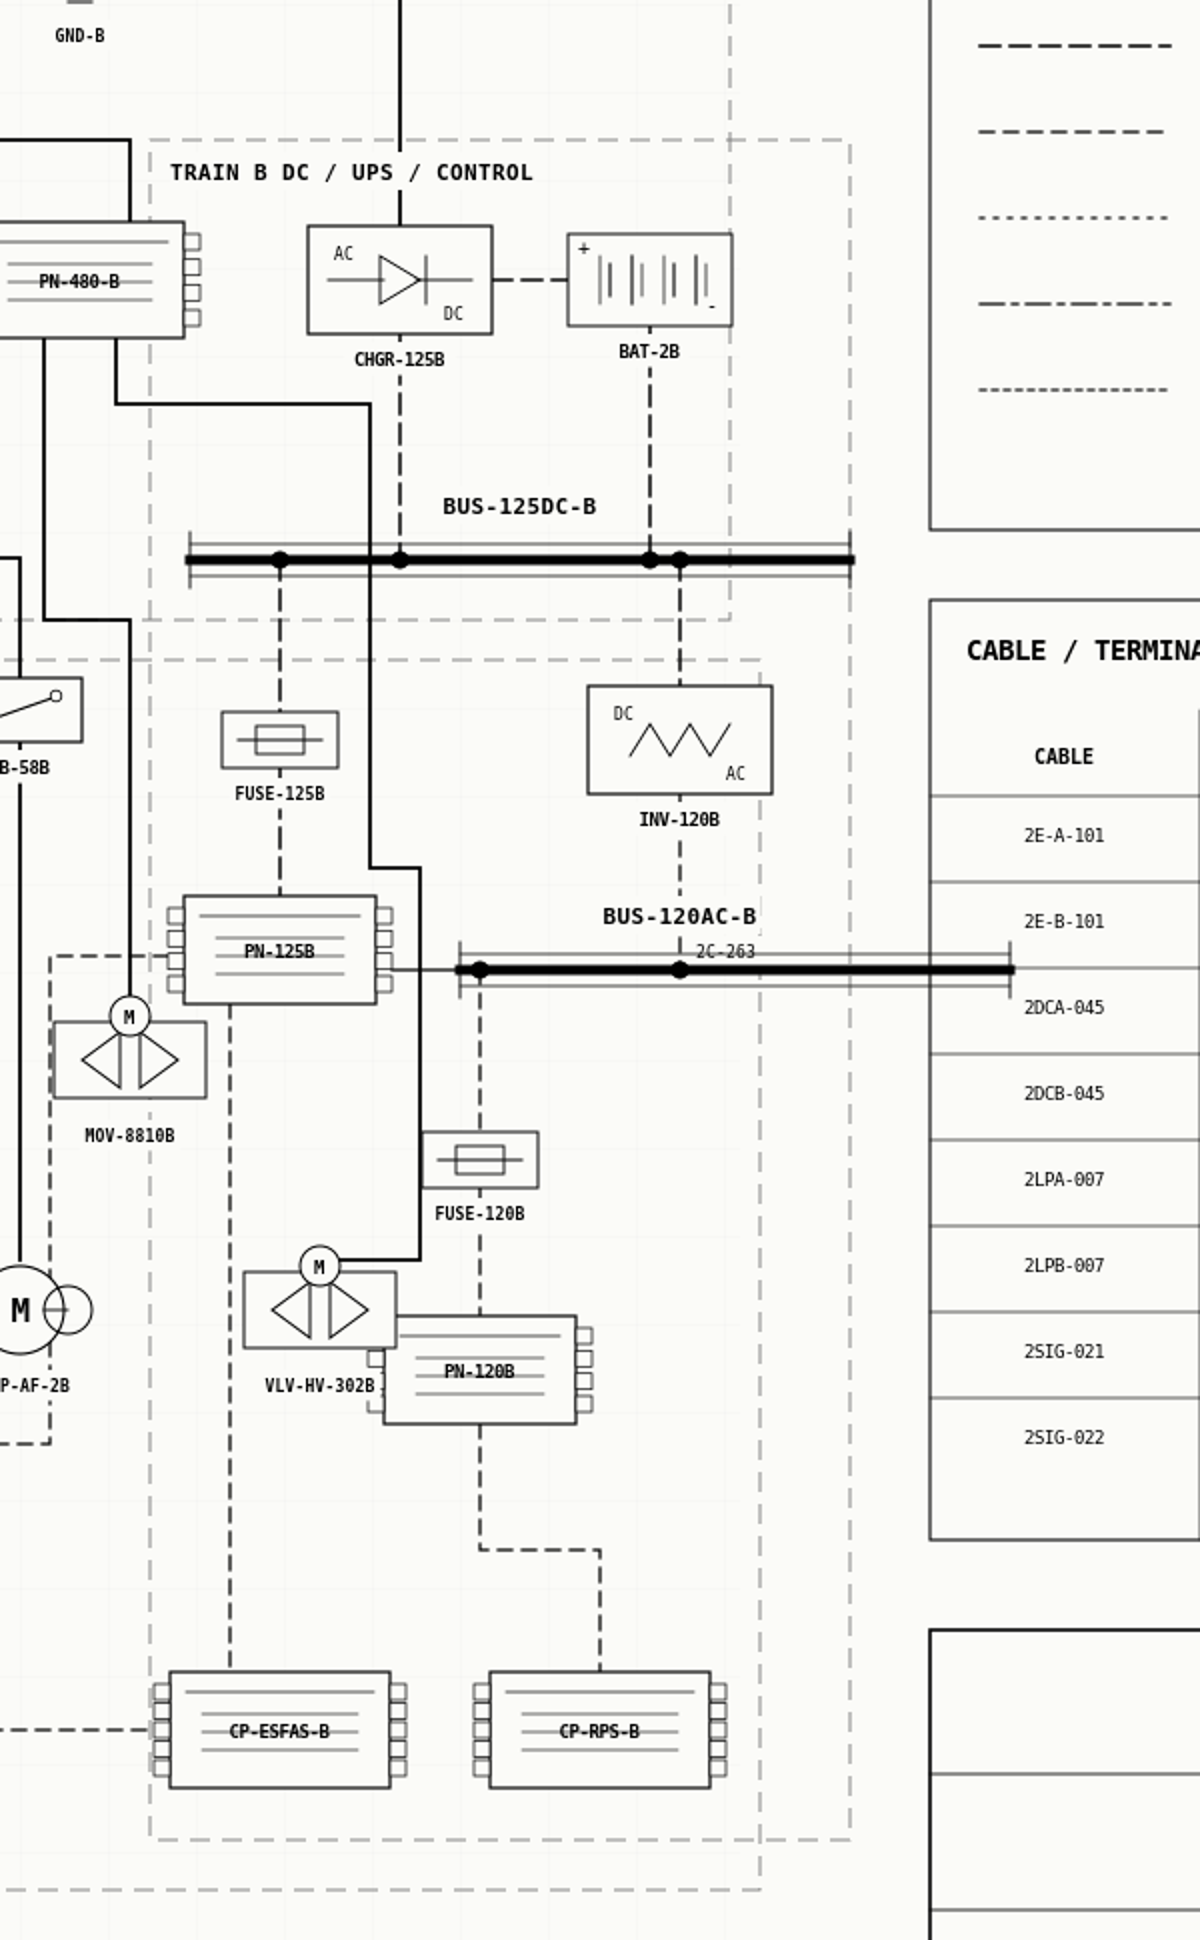 GND-B
TRAIN B DC / UPS / CONTROL
AC
DC
+
-
PN-480-B
CHGR-125B
BAT-2B
BUS-125DC-B
CABLE / TERMINA
DC
AC
CABLE
B-58B
FUSE-125B
INV-120B
2E-A-101
BUS-120AC-B
2E-B-101
PN-125B
2C-263
2DCA-045
M
2DCB-045
MOV-8810B
2LPA-007
FUSE-120B
2LPB-007
M
M
2SIG-021
PN-120B
P-AF-2B
VLV-HV-302B
2SIG-022
CP-ESFAS-B
CP-RPS-B